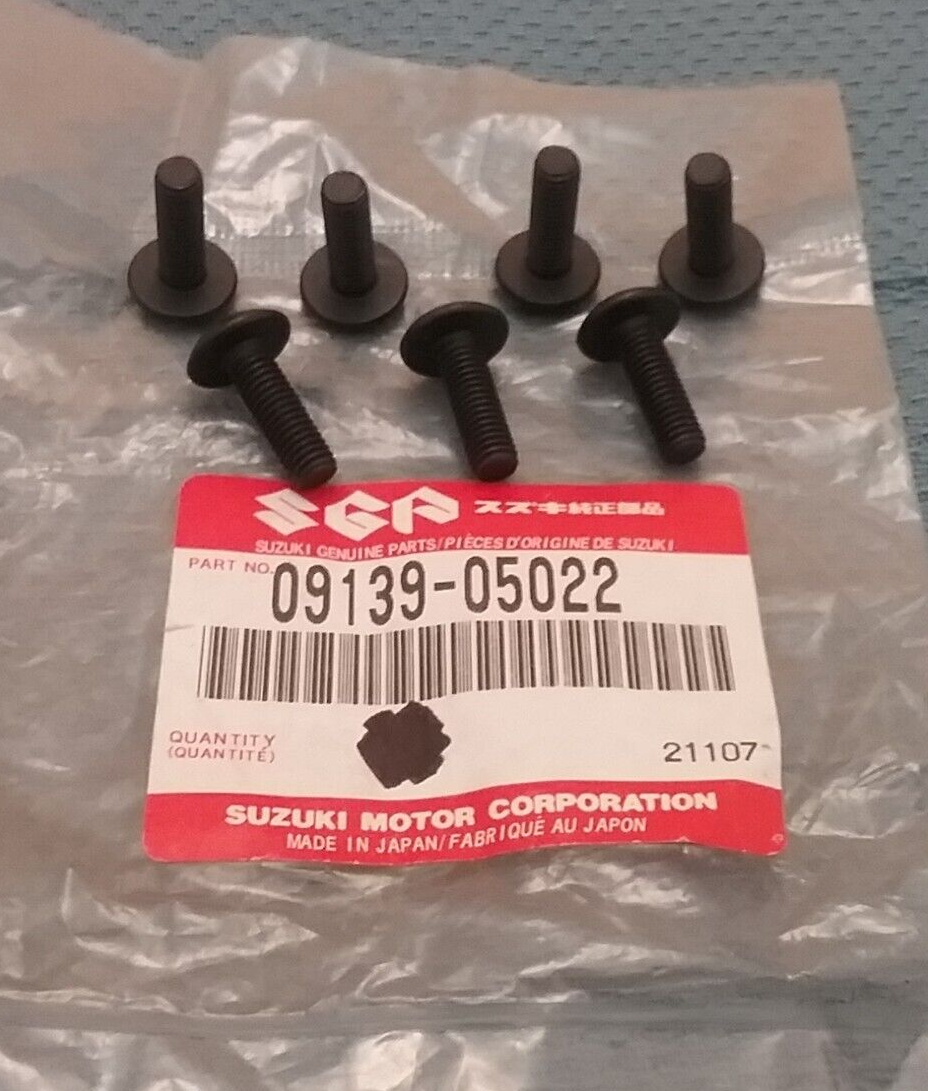 SGP スズキ純正部品
SUZUKI GENUINE PARTS/PIÈCES D'ORIGINE DE SUZUKI
PART NO. 09139-05022
QUANTITY
(QUANTITÉ)
21107
SUZUKI MOTOR CORPORATION
MADE IN JAPAN/FABRIQUÉ AU JAPON